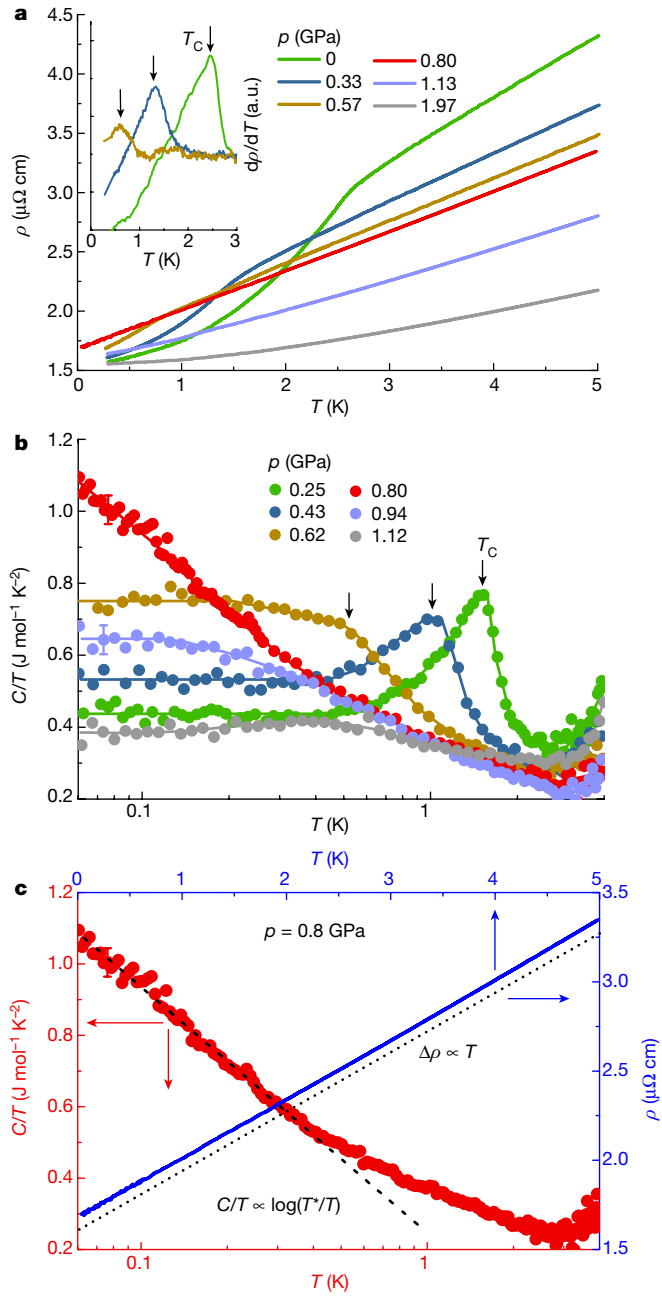 a
T_C
p (GPa)
0 0.80
0.33 1.13
0.57 1.97
dρ/dT (a.u.)
0 1 2 3
T (K)
4.5
4.0
3.5
3.0
2.5
2.0
1.5
ρ (μΩ cm)
0 1 2 3 4 5
T (K)
b
p (GPa)
0.25 0.80
0.43 0.94
0.62 1.12
T_C
1.2
1.0
0.8
0.6
0.4
0.2
C/T (J mol⁻¹ K⁻²)
0.1 1
T (K)
c
T (K)
0 1 2 3 4 5
p = 0.8 GPa
1.2
1.0
0.8
0.6
0.4
0.2
C/T (J mol⁻¹ K⁻²)
Δρ ∝ T
C/T ∝ log(T*/T)
3.5
3.0
2.5
2.0
1.5
ρ (μΩ cm)
0.1 1
T (K)